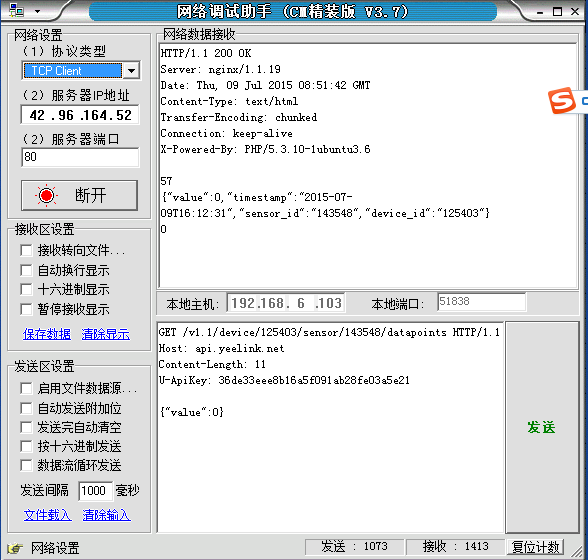 网络调试助手 (CⅢ精装版 V3.7)
网络设置
(1) 协议类型
TCP Client
(2) 服务器IP地址
42 .96 .164.52
(2) 服务器端口
80
断开
接收区设置
接收转向文件...
自动换行显示
十六进制显示
暂停接收显示
保存数据 清除显示
发送区设置
启用文件数据源...
自动发送附加位
发送完自动清空
按十六进制发送
数据流循环发送
发送间隔 1000 毫秒
文件载入 清除输入
网络数据接收
HTTP/1.1 200 OK
Server: nginx/1.1.19
Date: Thu, 09 Jul 2015 08:51:42 GMT
Content-Type: text/html
Transfer-Encoding: chunked
Connection: keep-alive
X-Powered-By: PHP/5.3.10-1ubuntu3.6
57
{"value":0,"timestamp":"2015-07-
09T16:12:31","sensor_id":"143548","device_id":"125403"}
0
本地主机: 192.168. 6 .103 本地端口: 51838
GET /v1.1/device/125403/sensor/143548/datapoints HTTP/1.1
Host: api.yeelink.net
Content-Length: 11
U-ApiKey: 36de33eee8b16a5f091ab28fe03a5e21
{"value":0}
发送
网络设置 发送 : 1073 接收 : 1413 复位计数